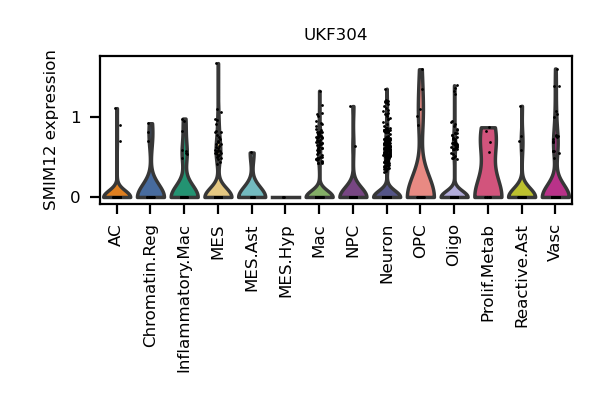 UKF304
SMIM12 expression
1
0
AC
Chromatin.Reg
Inflammatory.Mac
MES
MES.Ast
MES.Hyp
Mac
NPC
Neuron
OPC
Oligo
Prolif.Metab
Reactive.Ast
Vasc